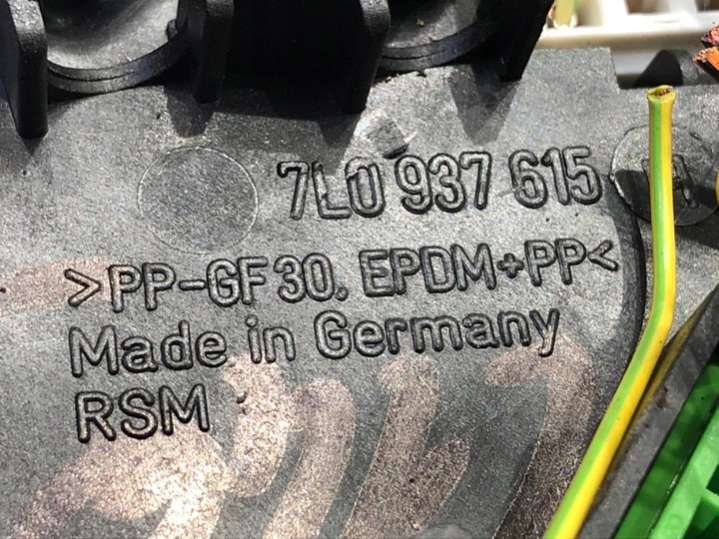 7L0 937 615
>PP-GF30. EPDM+PP<
Made in Germany
RSM